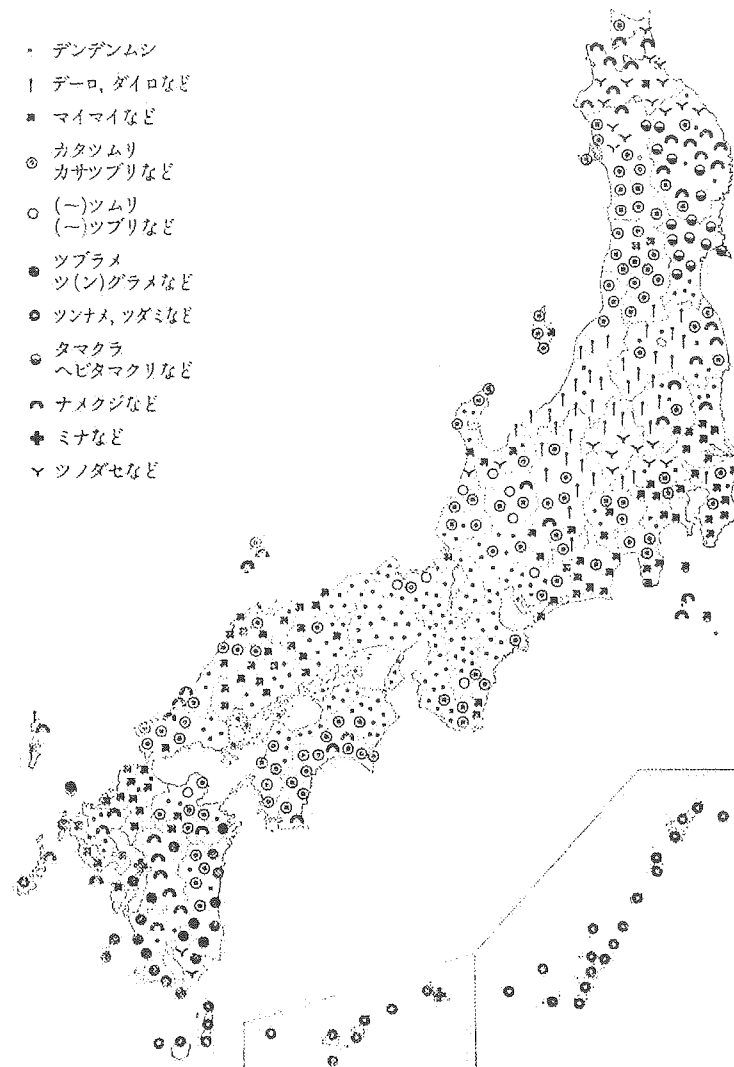 デンデンムシ
デーロ, ダイロなど
マイマイなど
カタツムリ
カサツブリなど
(〜)ツムリ
(〜)ツブリなど
ツブラメ
ツ(ン)グラメなど
ツンナメ, ツダミなど
タマクラ
ヘビタマクリなど
ナメクジなど
ミナなど
ツノダセなど